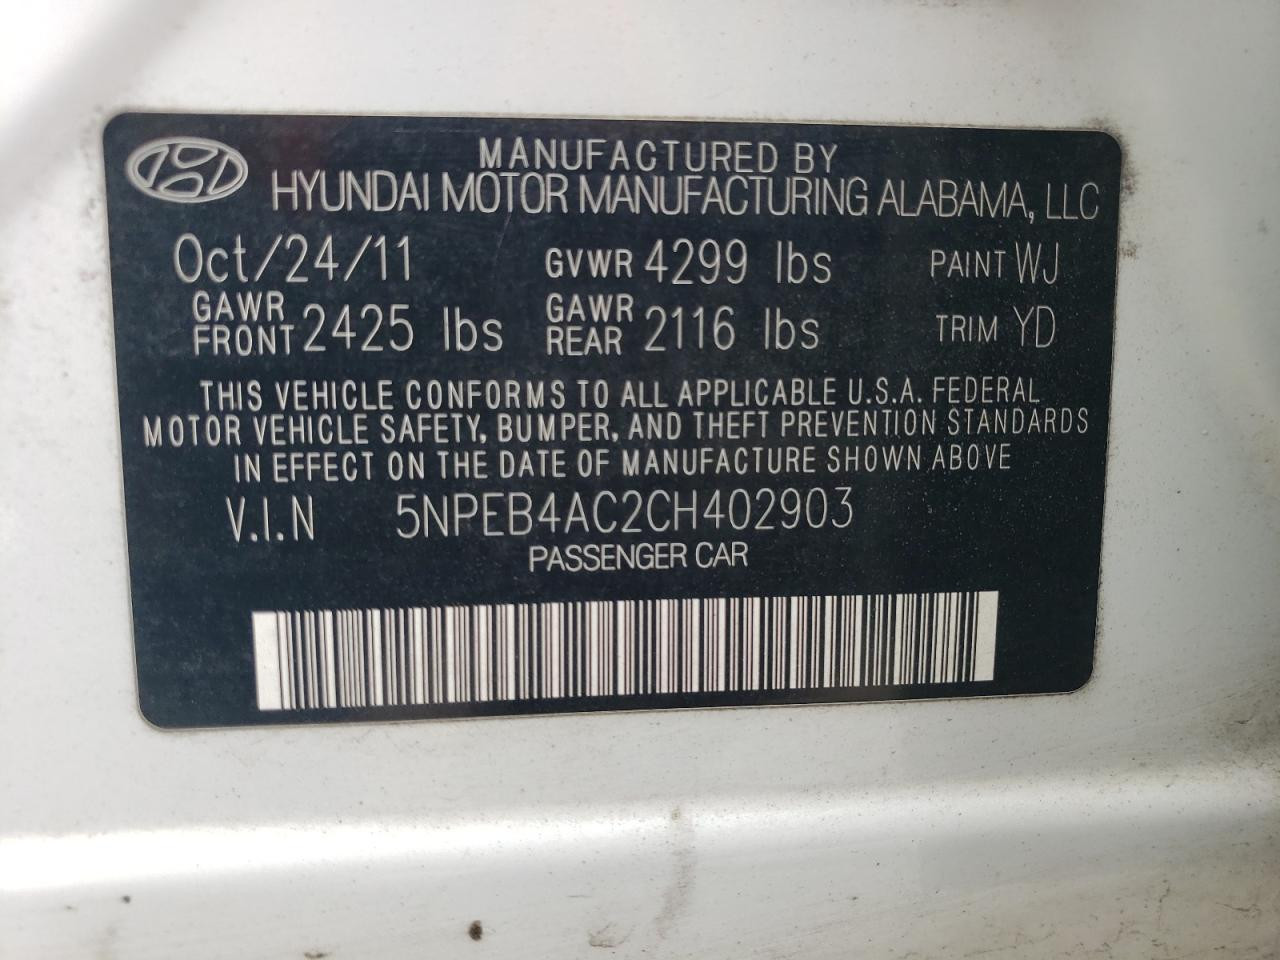 MANUFACTURED BY
HYUNDAI MOTOR MANUFACTURING ALABAMA, LLC
Oct/24/11 GVWR 4299 lbs PAINT WJ
GAWR FRONT 2425 lbs GAWR REAR 2116 lbs TRIM YD
THIS VEHICLE CONFORMS TO ALL APPLICABLE U.S.A. FEDERAL
MOTOR VEHICLE SAFETY, BUMPER, AND THEFT PREVENTION STANDARDS
IN EFFECT ON THE DATE OF MANUFACTURE SHOWN ABOVE
V.I.N 5NPEB4AC2CH402903
PASSENGER CAR